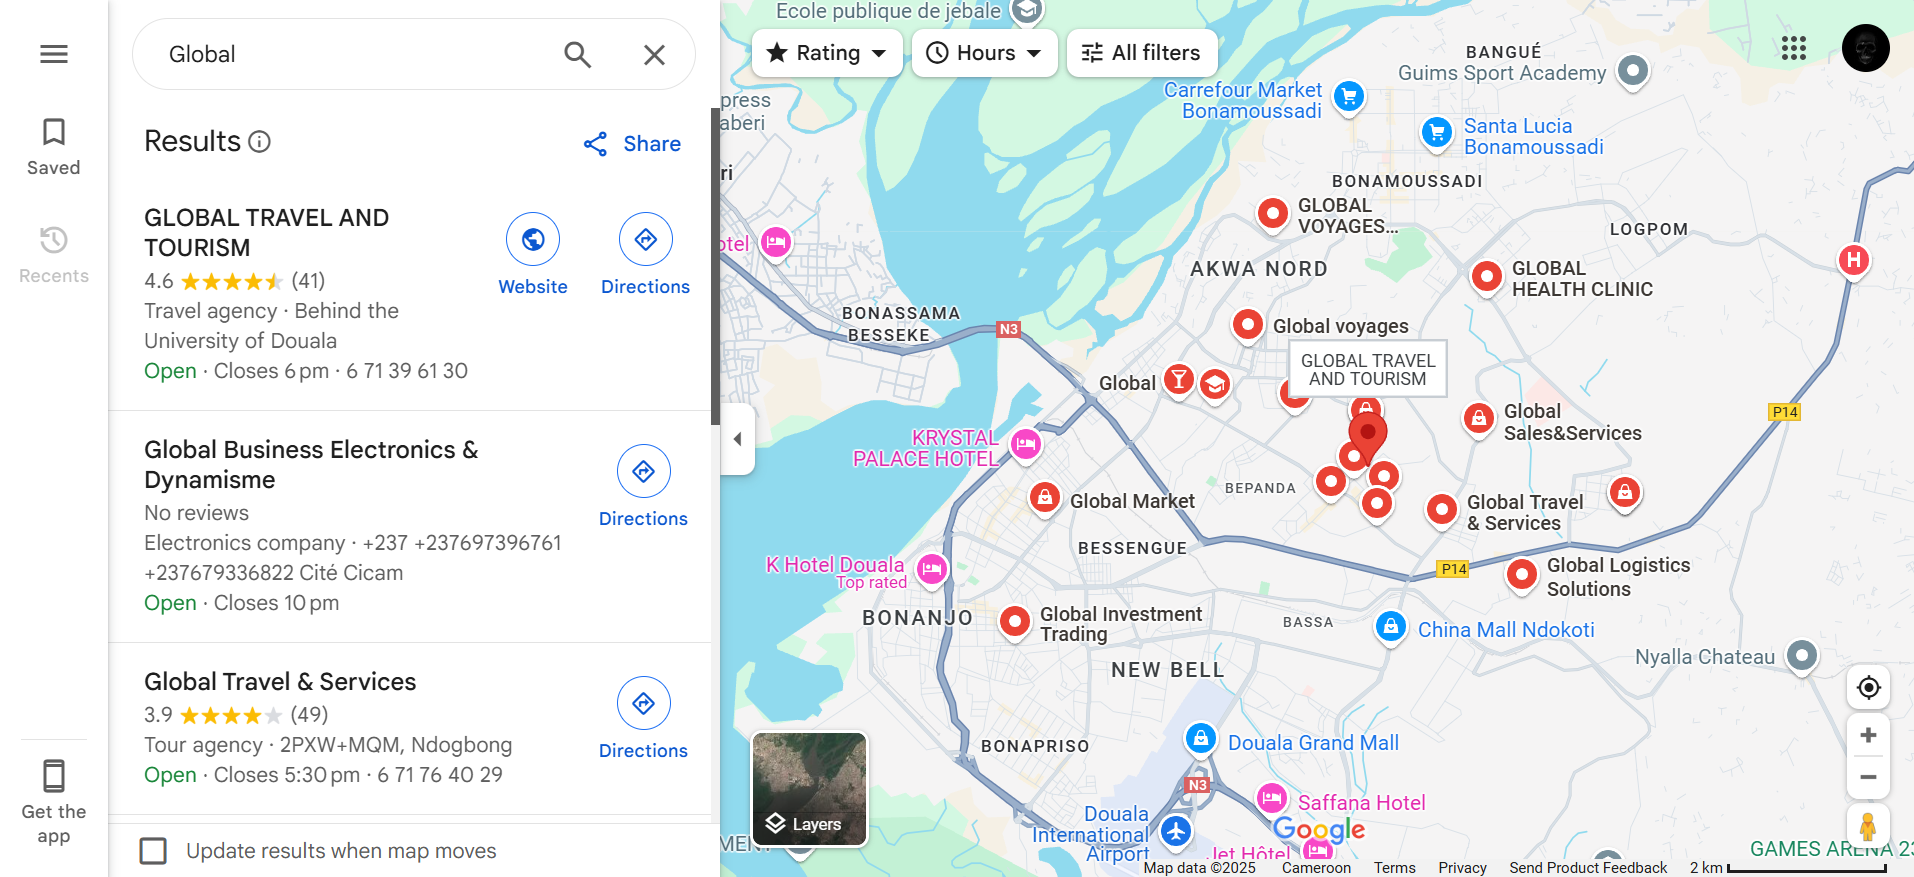 Global
Saved
Recents
Get the
app
Results
Share
GLOBAL TRAVEL AND
TOURISM
4.6 (41)
Travel agency · Behind the
University of Douala
Open · Closes 6 pm · 6 71 39 61 30
Website
Directions
Global Business Electronics &
Dynamisme
No reviews
Electronics company · +237 +237697396761
+237679336822 Cité Cicam
Open · Closes 10 pm
Directions
Global Travel & Services
3.9 (49)
Tour agency · 2PXW+MQM, Ndogbong
Open · Closes 5:30 pm · 6 71 76 40 29
Directions
Update results when map moves
Rating
Hours
All filters
Ecole publique de jebale
BANGUÉ
Guims Sport Academy
Carrefour Market
Bonamoussadi
Santa Lucia
Bonamoussadi
BONAMOUSSADI
GLOBAL
VOYAGES...
LOGPOM
AKWA NORD
GLOBAL
HEALTH CLINIC
H
BONASSAMA
BESSEKE
N3
Global voyages
GLOBAL TRAVEL
AND TOURISM
Global
P14
Global
Sales&Services
KRYSTAL
PALACE HOTEL
BEPANDA
Global Market
Global Travel
& Services
BESSENGUE
K Hotel Douala
Top rated
P14
Global Logistics
Solutions
BONANJO
Global Investment
Trading
BASSA
China Mall Ndokoti
NEW BELL
Nyalla Chateau
BONAPRISO
Douala Grand Mall
N3
Saffana Hotel
Douala
International
Airport
Jet Hôtel
Google
GAMES ARENA 23
Layers
Map data ©2025
Cameroon
Terms
Privacy
Send Product Feedback
2 km